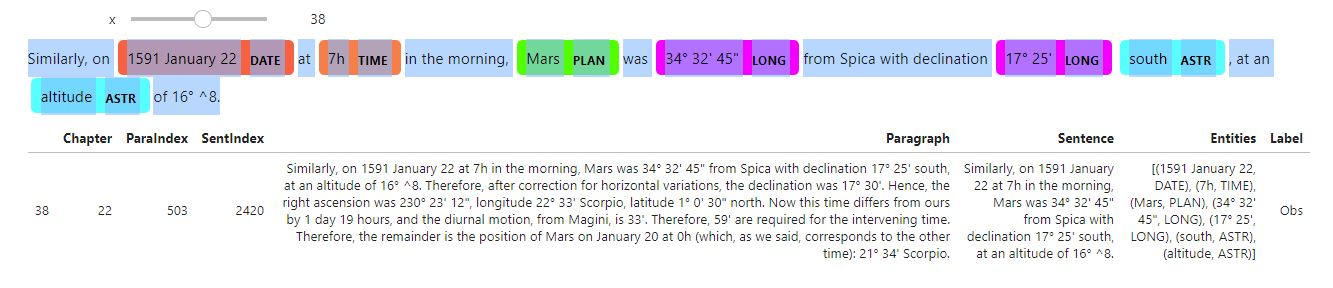 x 38
Similarly, on 1591 January 22 DATE at 7h TIME in the morning, Mars PLAN was 34° 32' 45" LONG from Spica with declination 17° 25' LONG south ASTR , at an
altitude ASTR of 16° ^8.
Chapter ParaIndex SentIndex Paragraph Sentence Entities Label
38 22 503 2420
Similarly, on 1591 January 22 at 7h in the morning, Mars was 34° 32' 45" from Spica with declination 17° 25' south,
at an altitude of 16° ^8. Therefore, after correction for horizontal variations, the declination was 17° 30'. Hence, the
right ascension was 230° 23' 12", longitude 22° 33' Scorpio, latitude 1° 0' 30" north. Now this time differs from ours
by 1 day 19 hours, and the diurnal motion, from Magini, is 33'. Therefore, 59' are required for the intervening time.
Therefore, the remainder is the position of Mars on January 20 at 0h (which, as we said, corresponds to the other
time): 21° 34' Scorpio.
Similarly, on 1591 January
22 at 7h in the morning,
Mars was 34° 32' 45"
from Spica with
declination 17° 25' south,
at an altitude of 16° ^8.
[(1591 January 22,
DATE), (7h, TIME),
(Mars, PLAN), (34° 32'
45", LONG), (17° 25',
LONG), (south, ASTR),
(altitude, ASTR)]
Obs